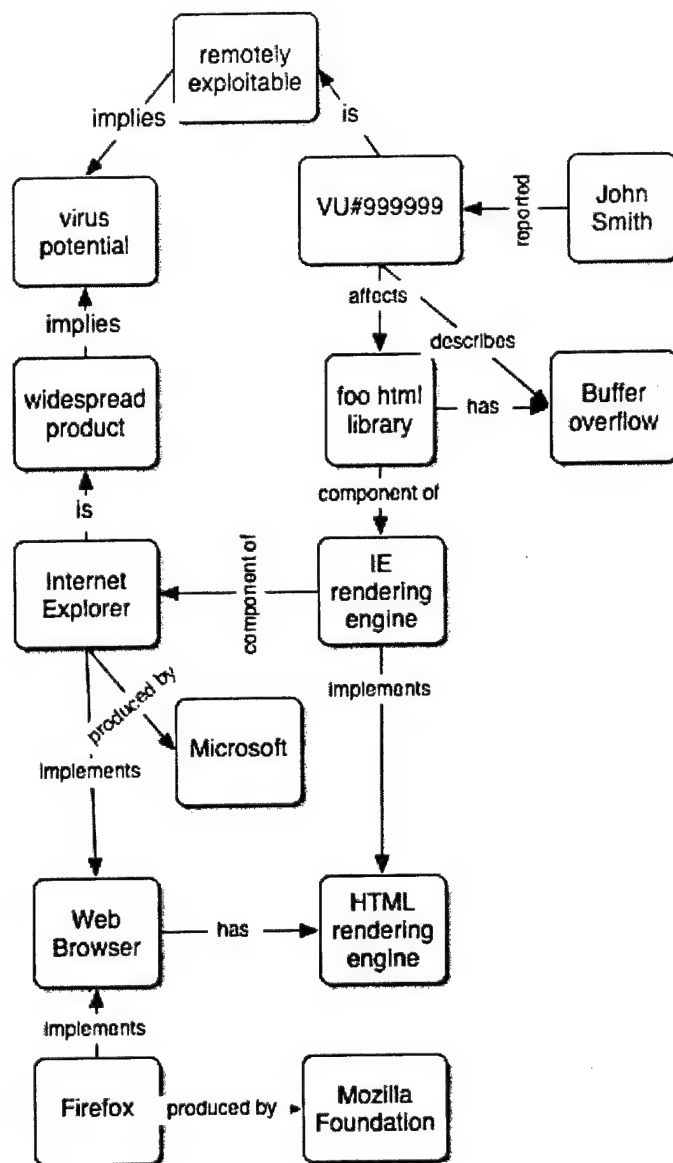 remotely
exploitable
implies
is
virus
potential
VU#999999
reported
John
Smith
implies
affects
describes
widespread
product
foo html
library
has
Buffer
overflow
is
component of
Internet
Explorer
component of
IE
rendering
engine
produced by
implements
Microsoft
implements
Web
Browser
has
HTML
rendering
engine
implements
Firefox
produced by
Mozilla
Foundation